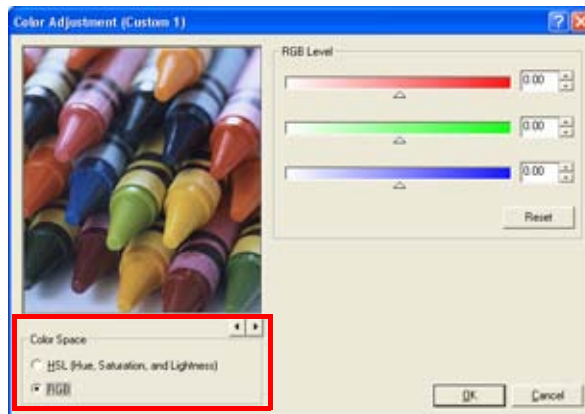 Color Adjustment (Custom 1)
RGB Level
0.00
0.00
0.00
Reset
Color Space
HSL (Hue, Saturation, and Lightness)
RGB
OK
Cancel